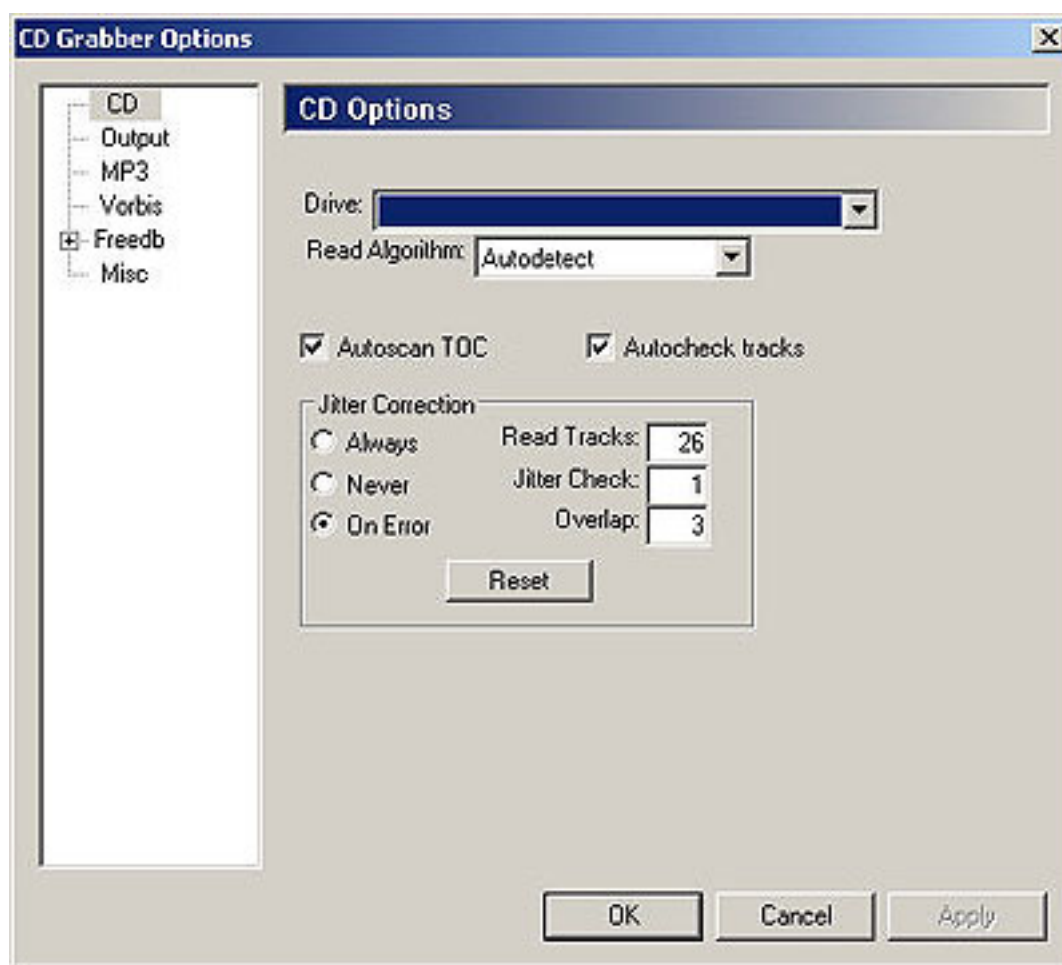 CD Grabber Options
CD
Output
MP3
Vorbis
Freedb
Misc
CD Options
Drive:
Read Algorithm: Autodetect
Autoscan TOC Autocheck tracks
Jitter Correction
Always Read Tracks: 26
Never Jitter Check: 1
On Error Overlap: 3
Reset
OK Cancel Apply